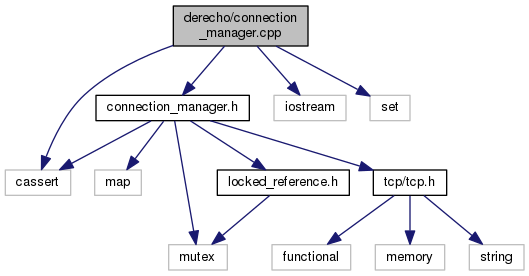 derecho/connection
_manager.cpp
connection_manager.h
iostream
set
cassert
map
locked_reference.h
tcp/tcp.h
mutex
functional
memory
string